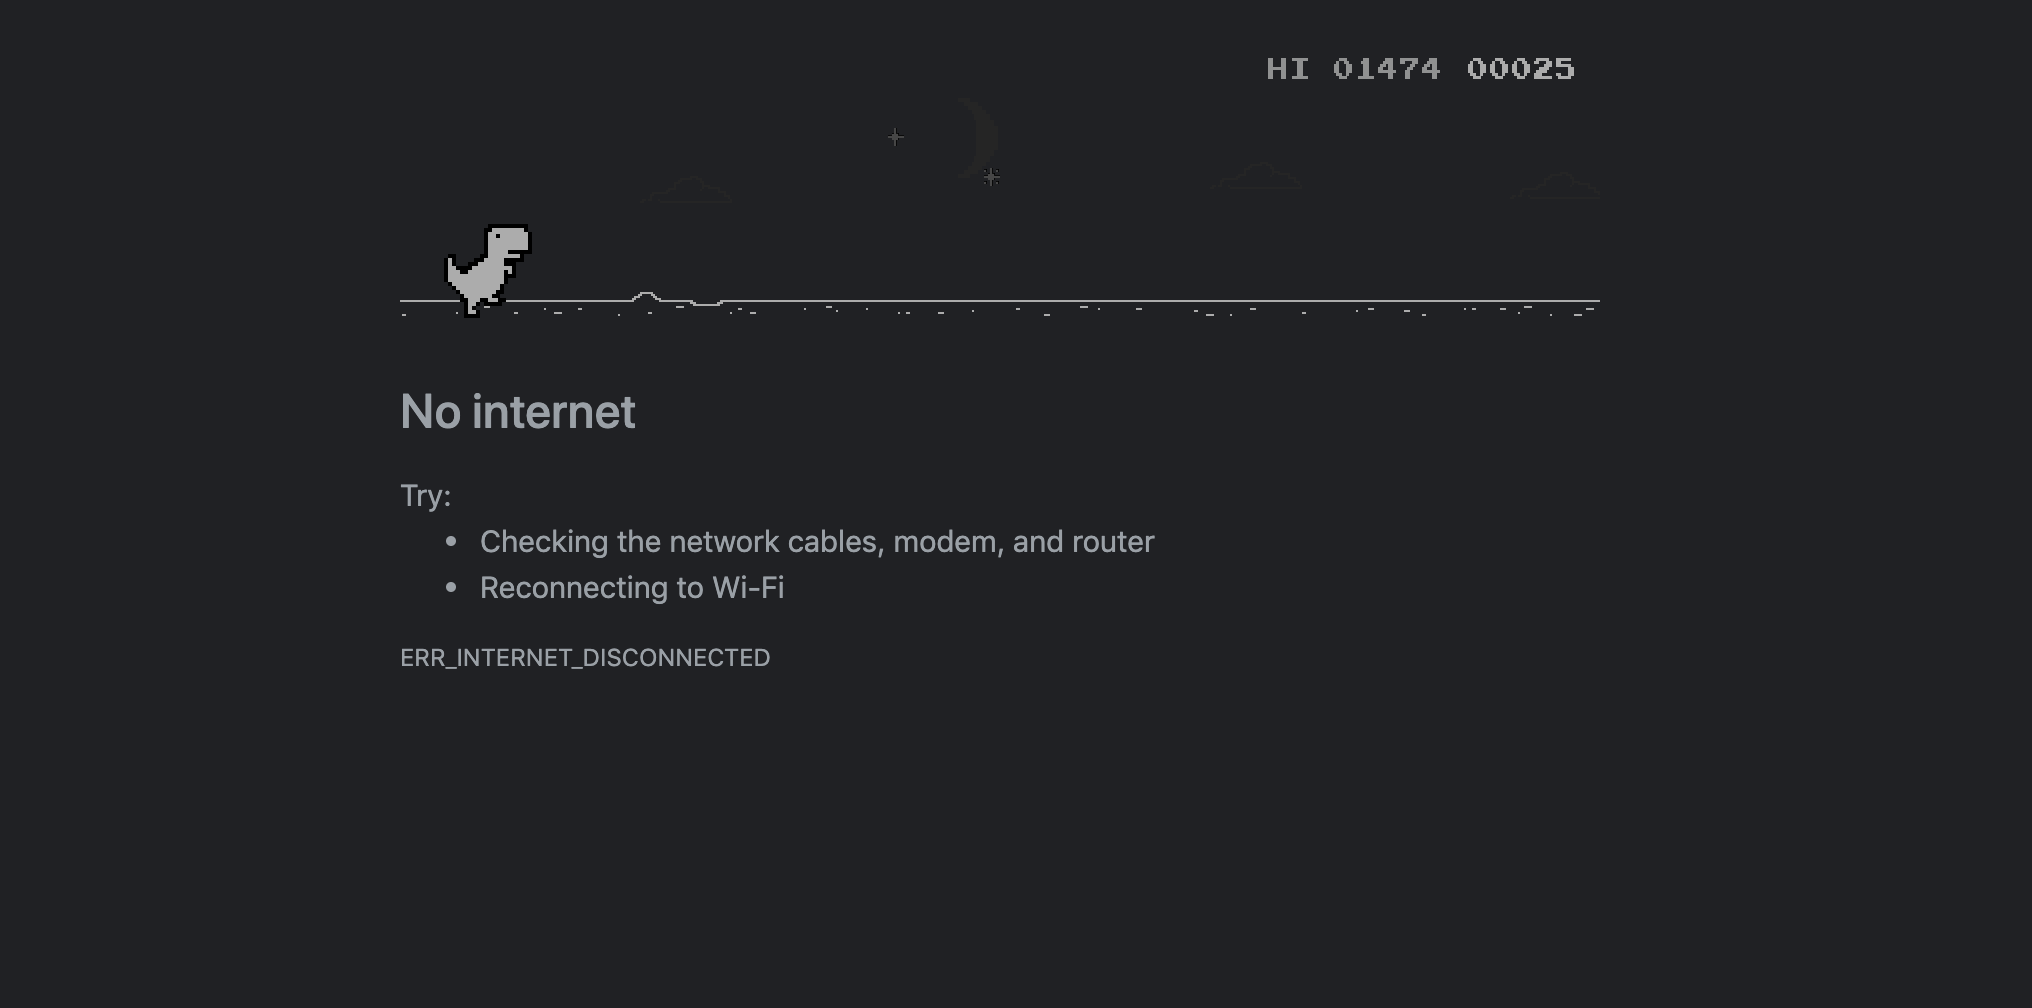 HI 01474 00025
No internet
Try:
• Checking the network cables, modem, and router
• Reconnecting to Wi-Fi
ERR_INTERNET_DISCONNECTED